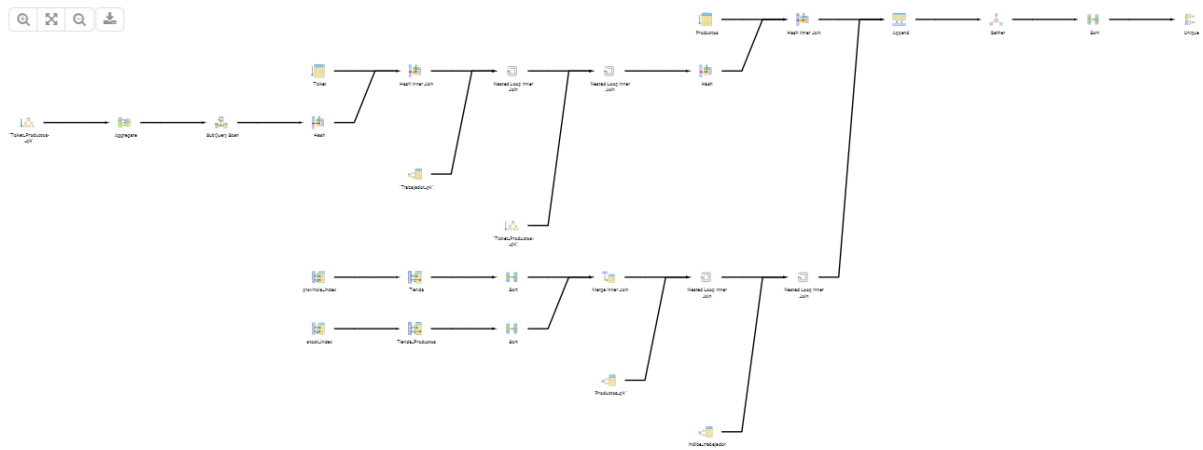 Productos
Hash Inner Join
Append
Gather
Sort
Unique
Ticket
Hash Inner Join
Nested Loop Inner
Join
Nested Loop Inner
Join
Hash
"Ticket_Productos-
_pk"
Aggregate
SubQuery Scan
Hash
"Trabajador_pk"
"Ticket_Productos-
_pk"
provincia_index
Tienda
Sort
Merge Inner Join
Nested Loop Inner
Join
Nested Loop Inner
Join
stock_index
Tienda_Productos
Sort
"Productos_pk"
indice_trabajador